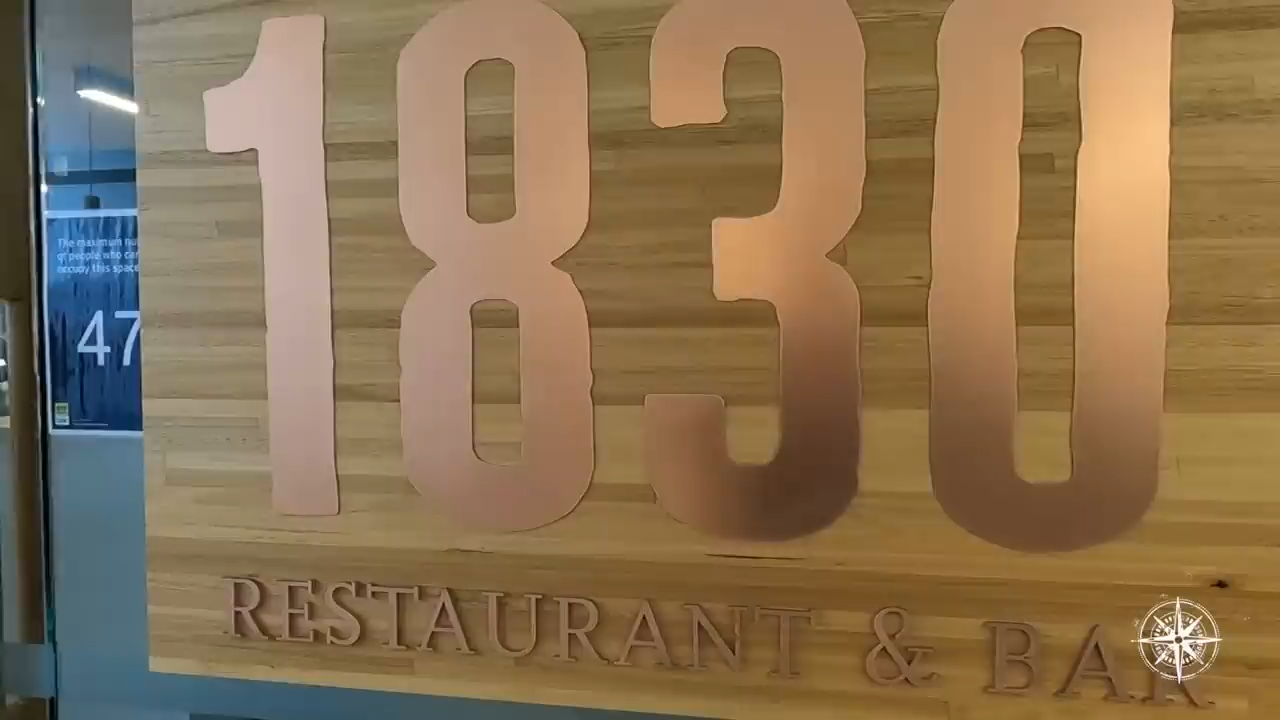 1830
RESTAURANT & BAR
The maximum nu
of people who can
occupy this space
47